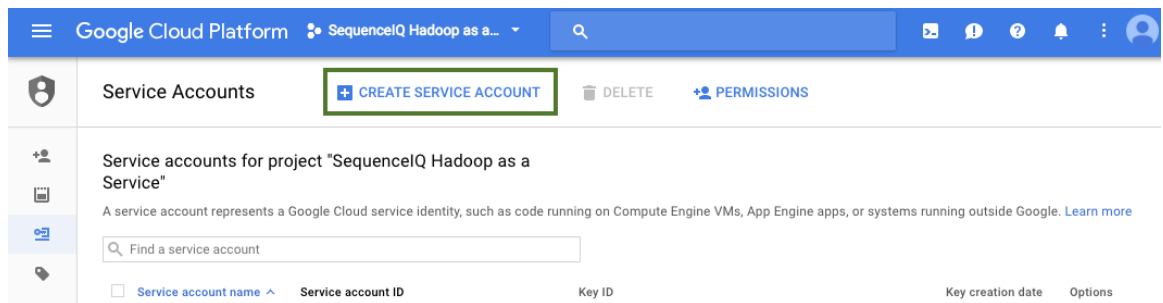 Google Cloud Platform SequenceIQ Hadoop as a...
Service Accounts CREATE SERVICE ACCOUNT DELETE PERMISSIONS
Service accounts for project "SequenceIQ Hadoop as a
Service"
A service account represents a Google Cloud service identity, such as code running on Compute Engine VMs, App Engine apps, or systems running outside Google. Learn more
Find a service account
Service account name Service account ID Key ID Key creation date Options